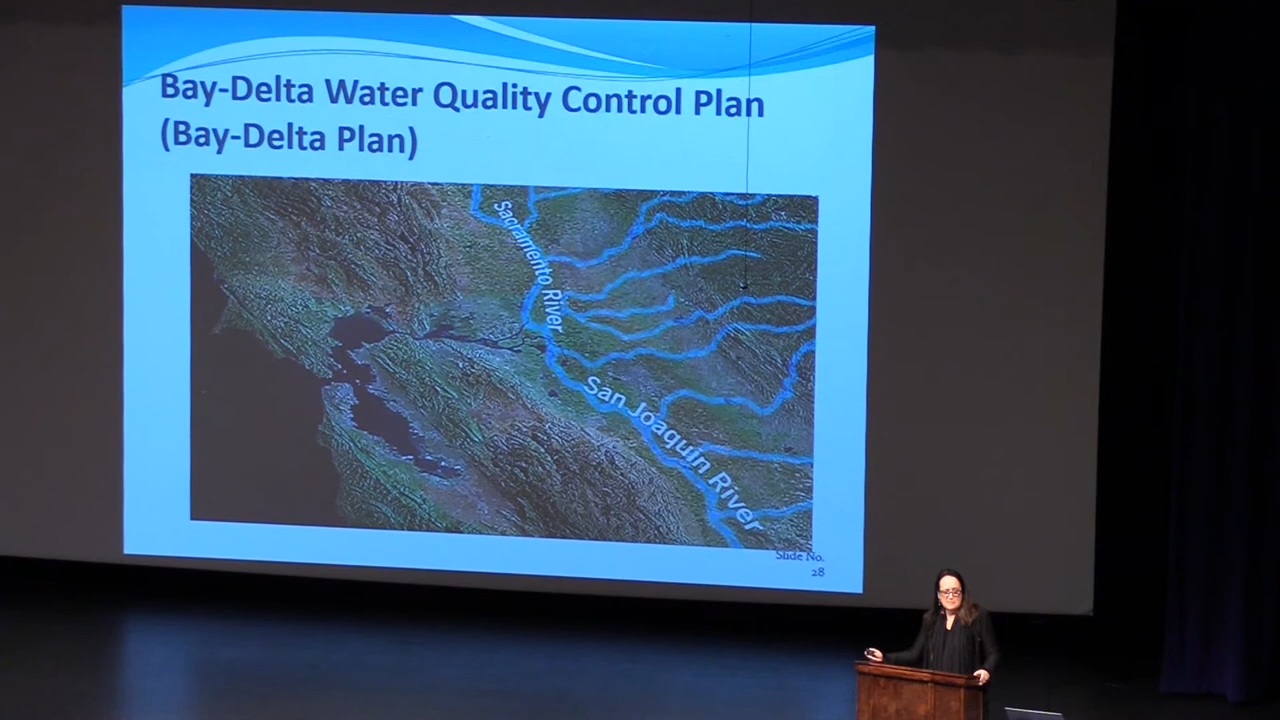 Bay-Delta Water Quality Control Plan
(Bay-Delta Plan)
Sacramento River
San Joaquin River
Slide No.
28